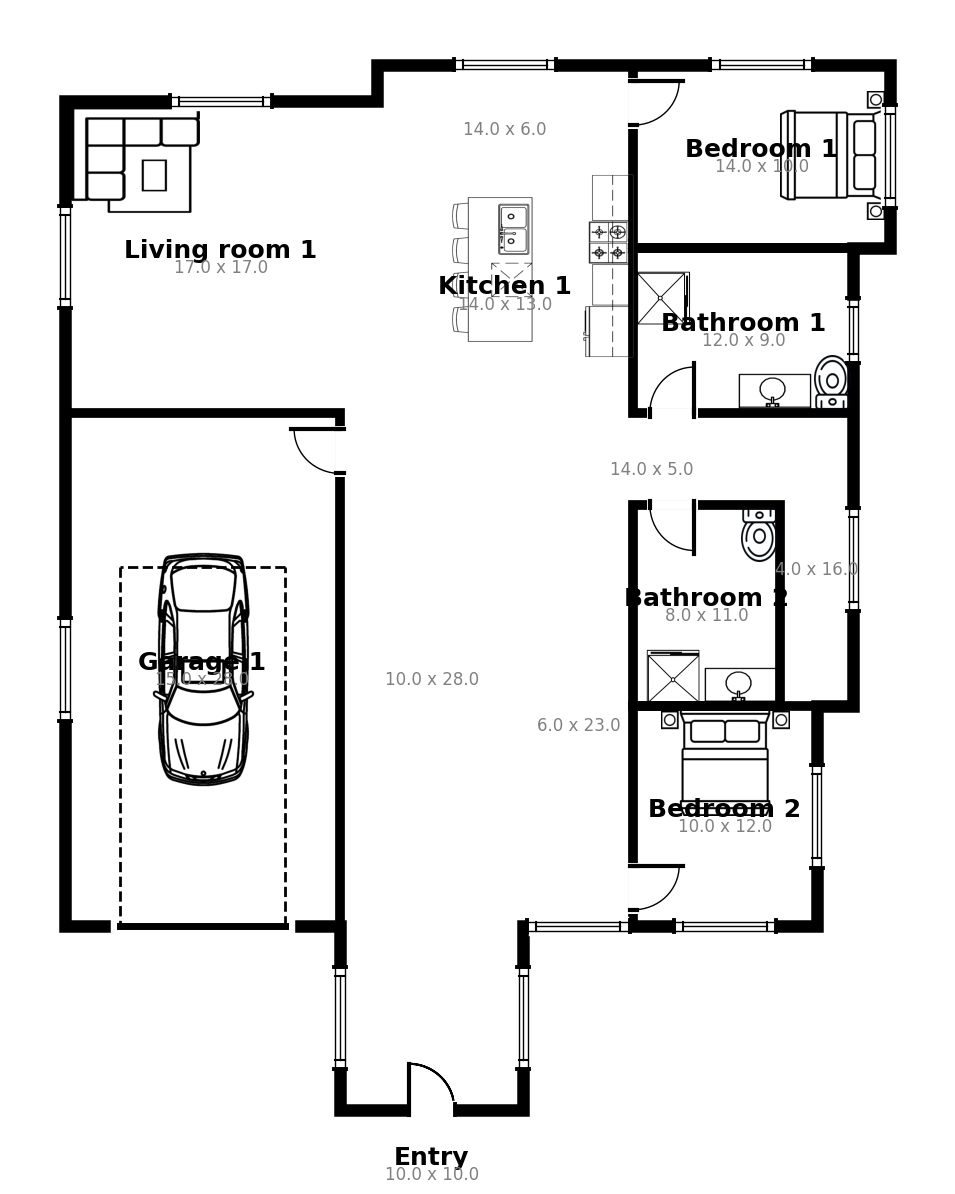 14.0 x 6.0
Bedroom 1
14.0 x 10.0
Living room 1
17.0 x 17.0
Kitchen 1
14.0 x 13.0
Bathroom 1
12.0 x 9.0
14.0 x 5.0
4.0 x 16.0
Bathroom 2
8.0 x 11.0
Garage 1
15.0 x 28.0
10.0 x 28.0
6.0 x 23.0
Bedroom 2
10.0 x 12.0
Entry
10.0 x 10.0